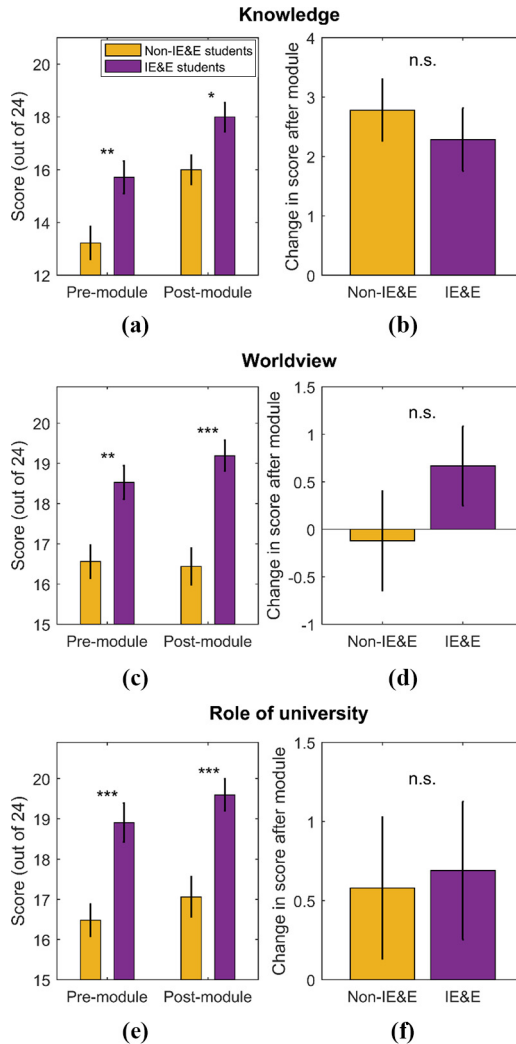 Knowledge
Score (out of 24)
20
18
16
14
12
Non-IE&E students
IE&E students
**
*
Pre-module
Post-module
(a)
Change in score after module
4
3
2
1
0
n.s.
Non-IE&E
IE&E
(b)
Worldview
Score (out of 24)
20
19
18
17
16
15
**
***
Pre-module
Post-module
(c)
Change in score after module
1.5
1
0.5
0
-0.5
-1
n.s.
Non-IE&E
IE&E
(d)
Role of university
Score (out of 24)
20
19
18
17
16
15
***
***
Pre-module
Post-module
(e)
Change in score after module
1.5
1
0.5
0
n.s.
Non-IE&E
IE&E
(f)